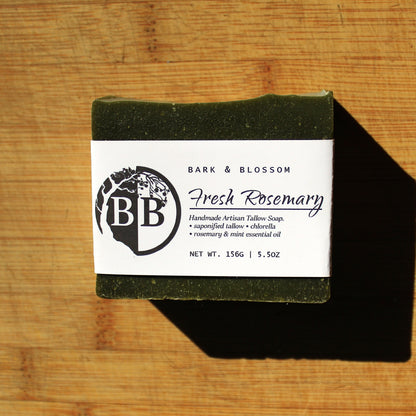 BARK & BLOSSOM
B B
Fresh Rosemary
Handmade Artisan Tallow Soap.
• saponified tallow • chlorella
• rosemary & mint essential oil
NET WT. 156G | 5.5OZ